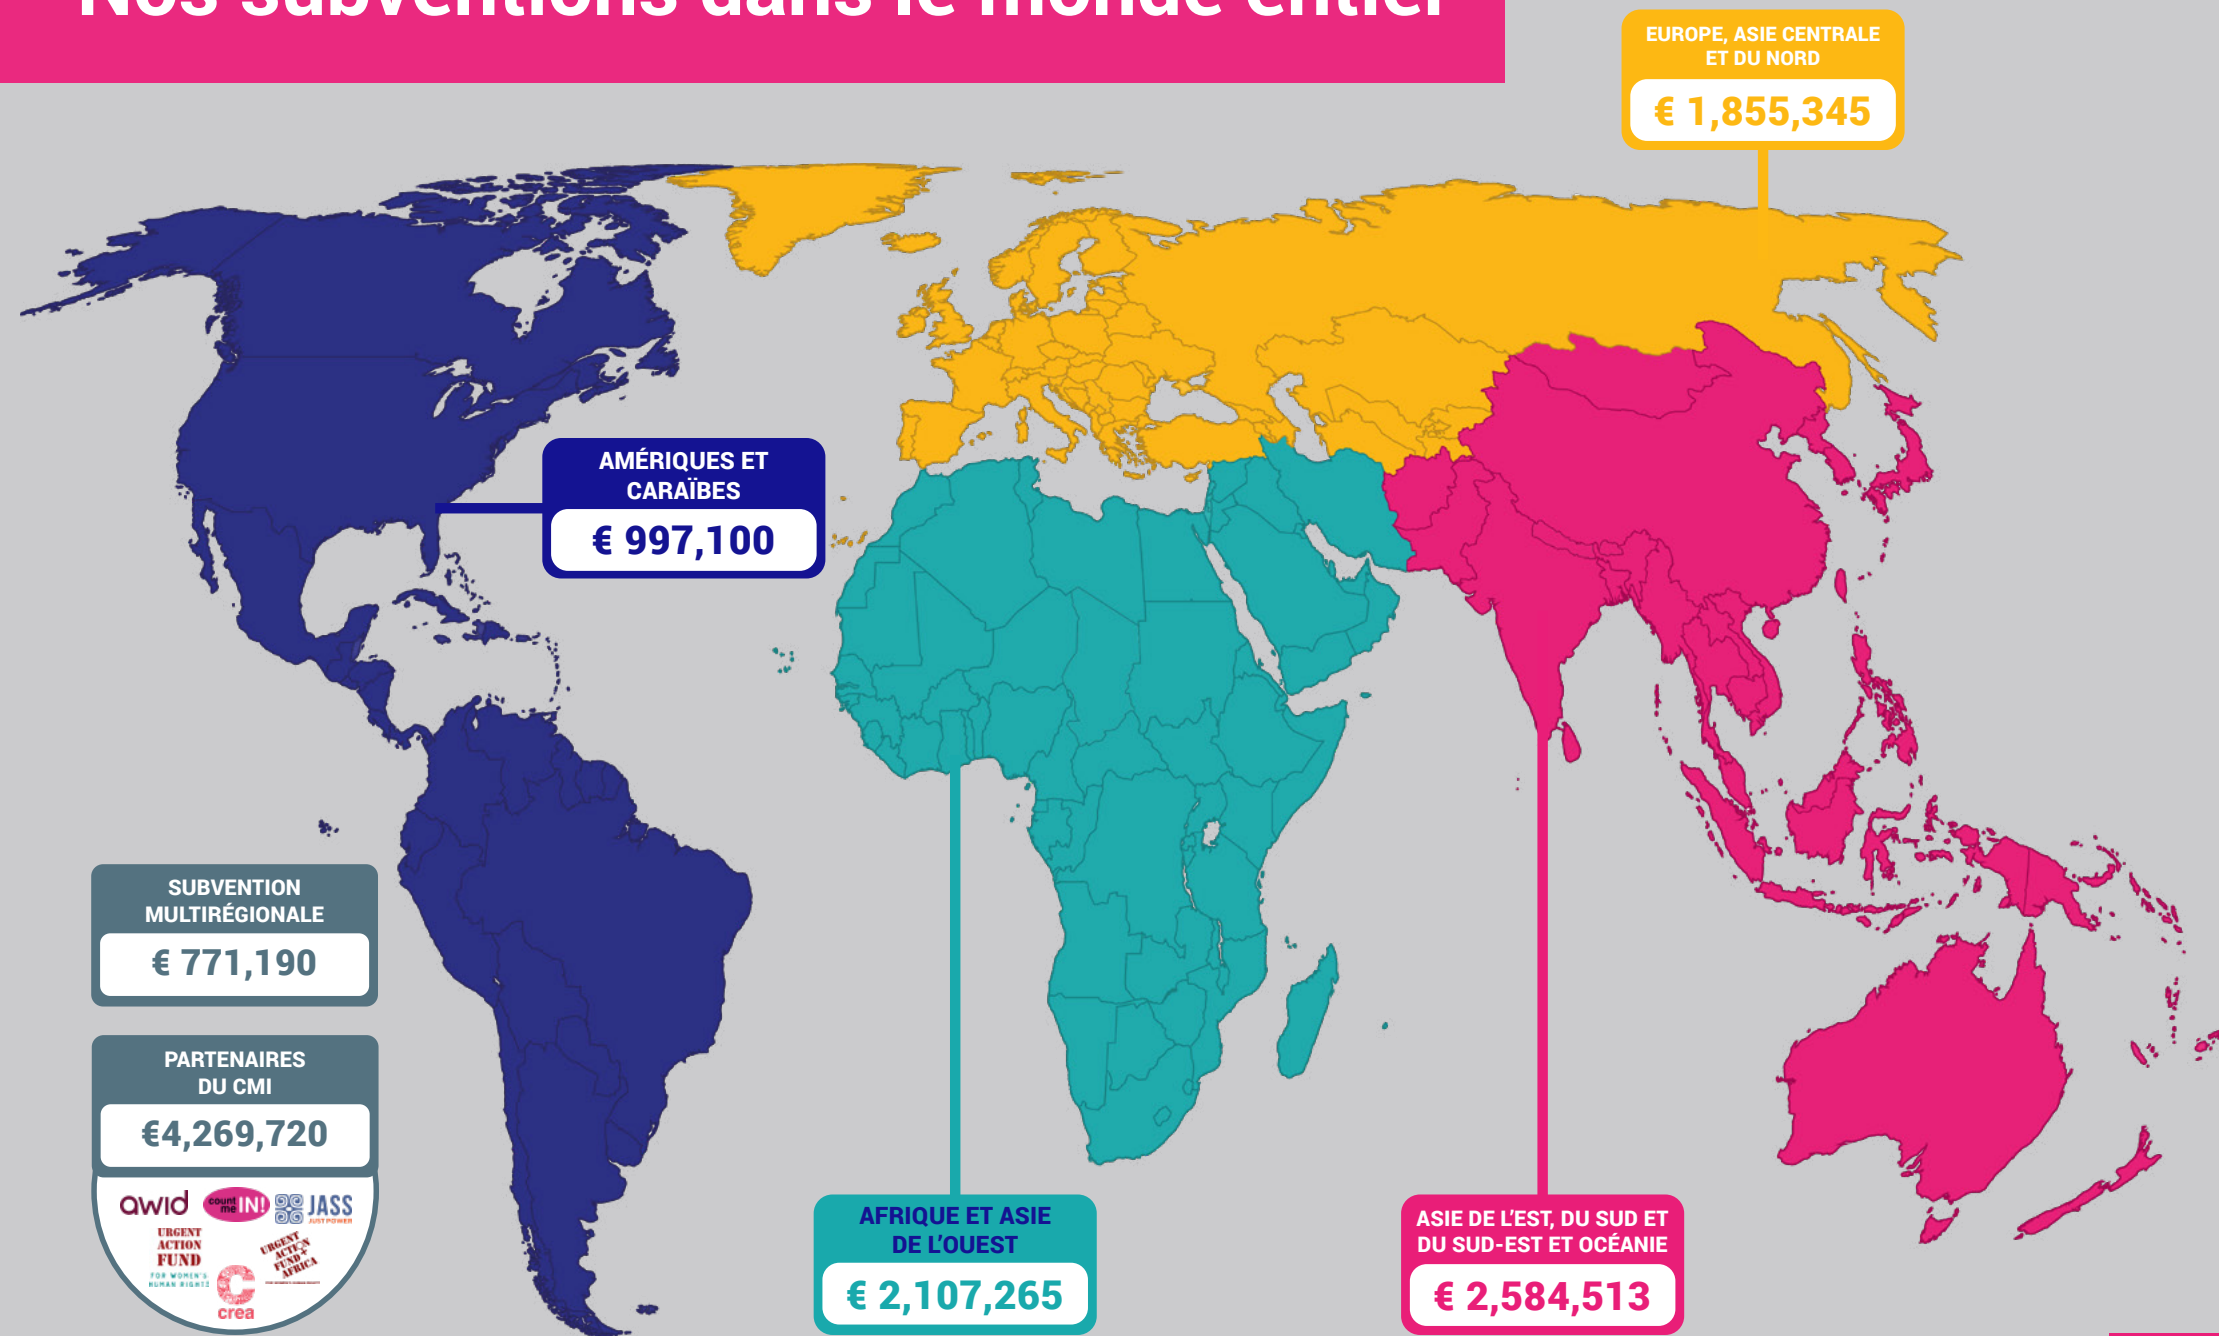 Nos subventions dans le monde entier
EUROPE, ASIE CENTRALE
ET DU NORD
€ 1,855,345
AMÉRIQUES ET
CARAÏBES
€ 997,100
SUBVENTION
MULTIRÉGIONALE
€ 771,190
PARTENAIRES
DU CMI
€4,269,720
awid
count me IN!
JASS
JUST POWER
URGENT
ACTION
FUND
FOR WOMEN'S
HUMAN RIGHTS
URGENT
ACTION
FUND
AFRICA
crea
AFRIQUE ET ASIE
DE L'OUEST
€ 2,107,265
ASIE DE L'EST, DU SUD ET
DU SUD-EST ET OCÉANIE
€ 2,584,513